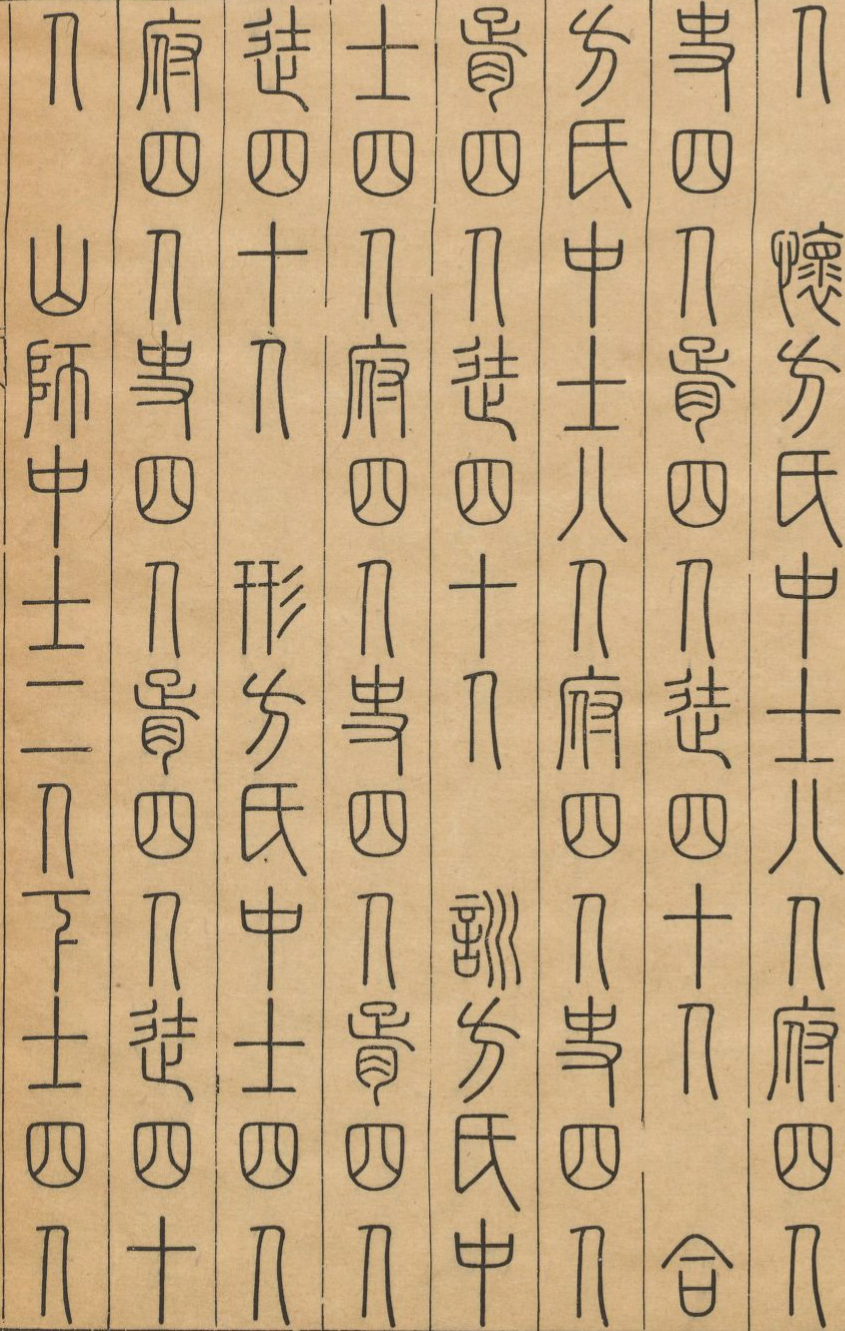 人　懷方氏中士八人府四人
史四人胥四人徒四十人　合
方氏中士八人府四人史四人
胥四人徒四十人　訓方氏中
士四人府四人史四人胥四人
徒四十人　形方氏中士四人
府四人史四人胥四人徒四十
人　山師中士二人下士四人